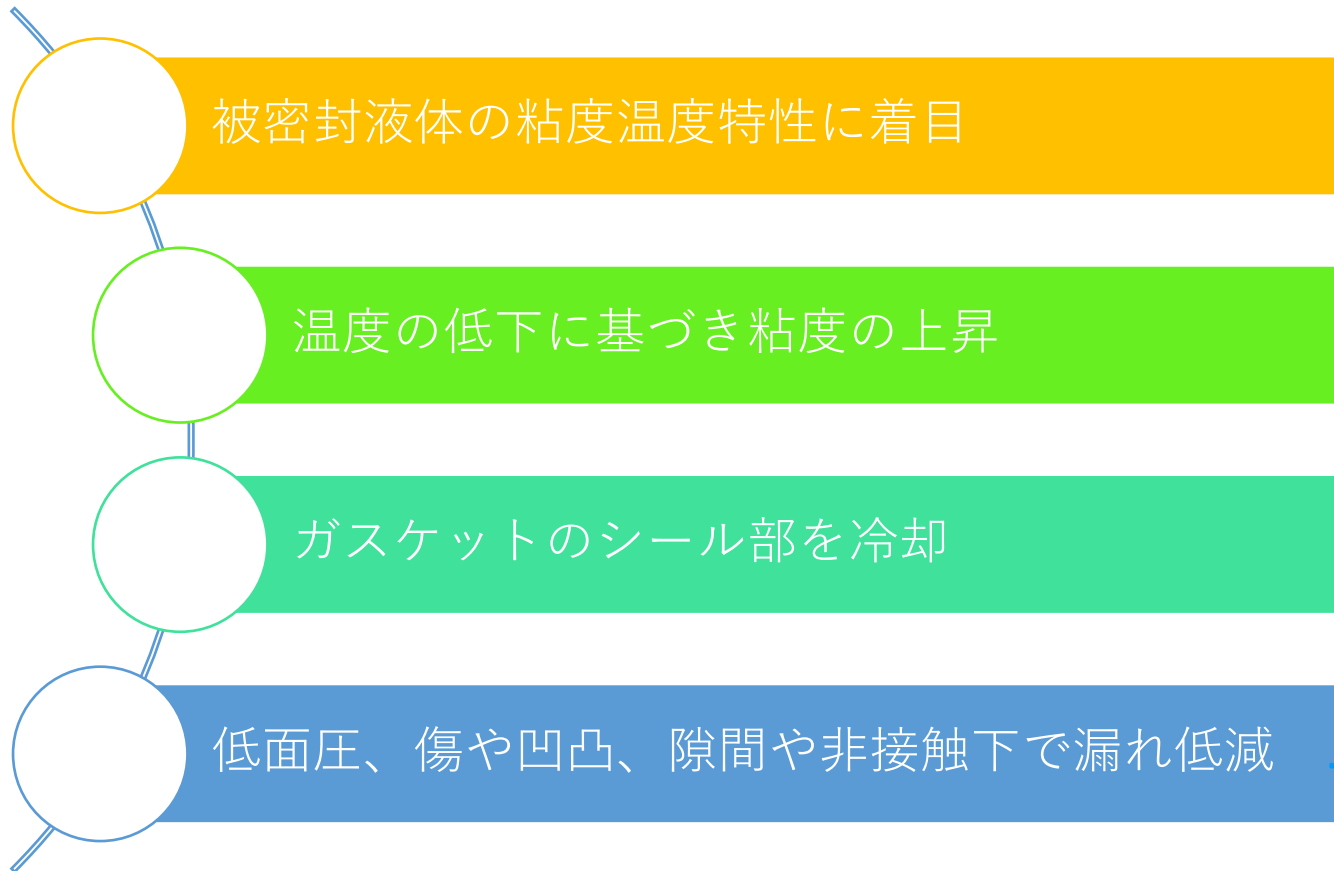 被密封液体の粘度温度特性に着目
温度の低下に基づき粘度の上昇
ガスケットのシール部を冷却
低面圧、傷や凹凸、隙間や非接触下で漏れ低減